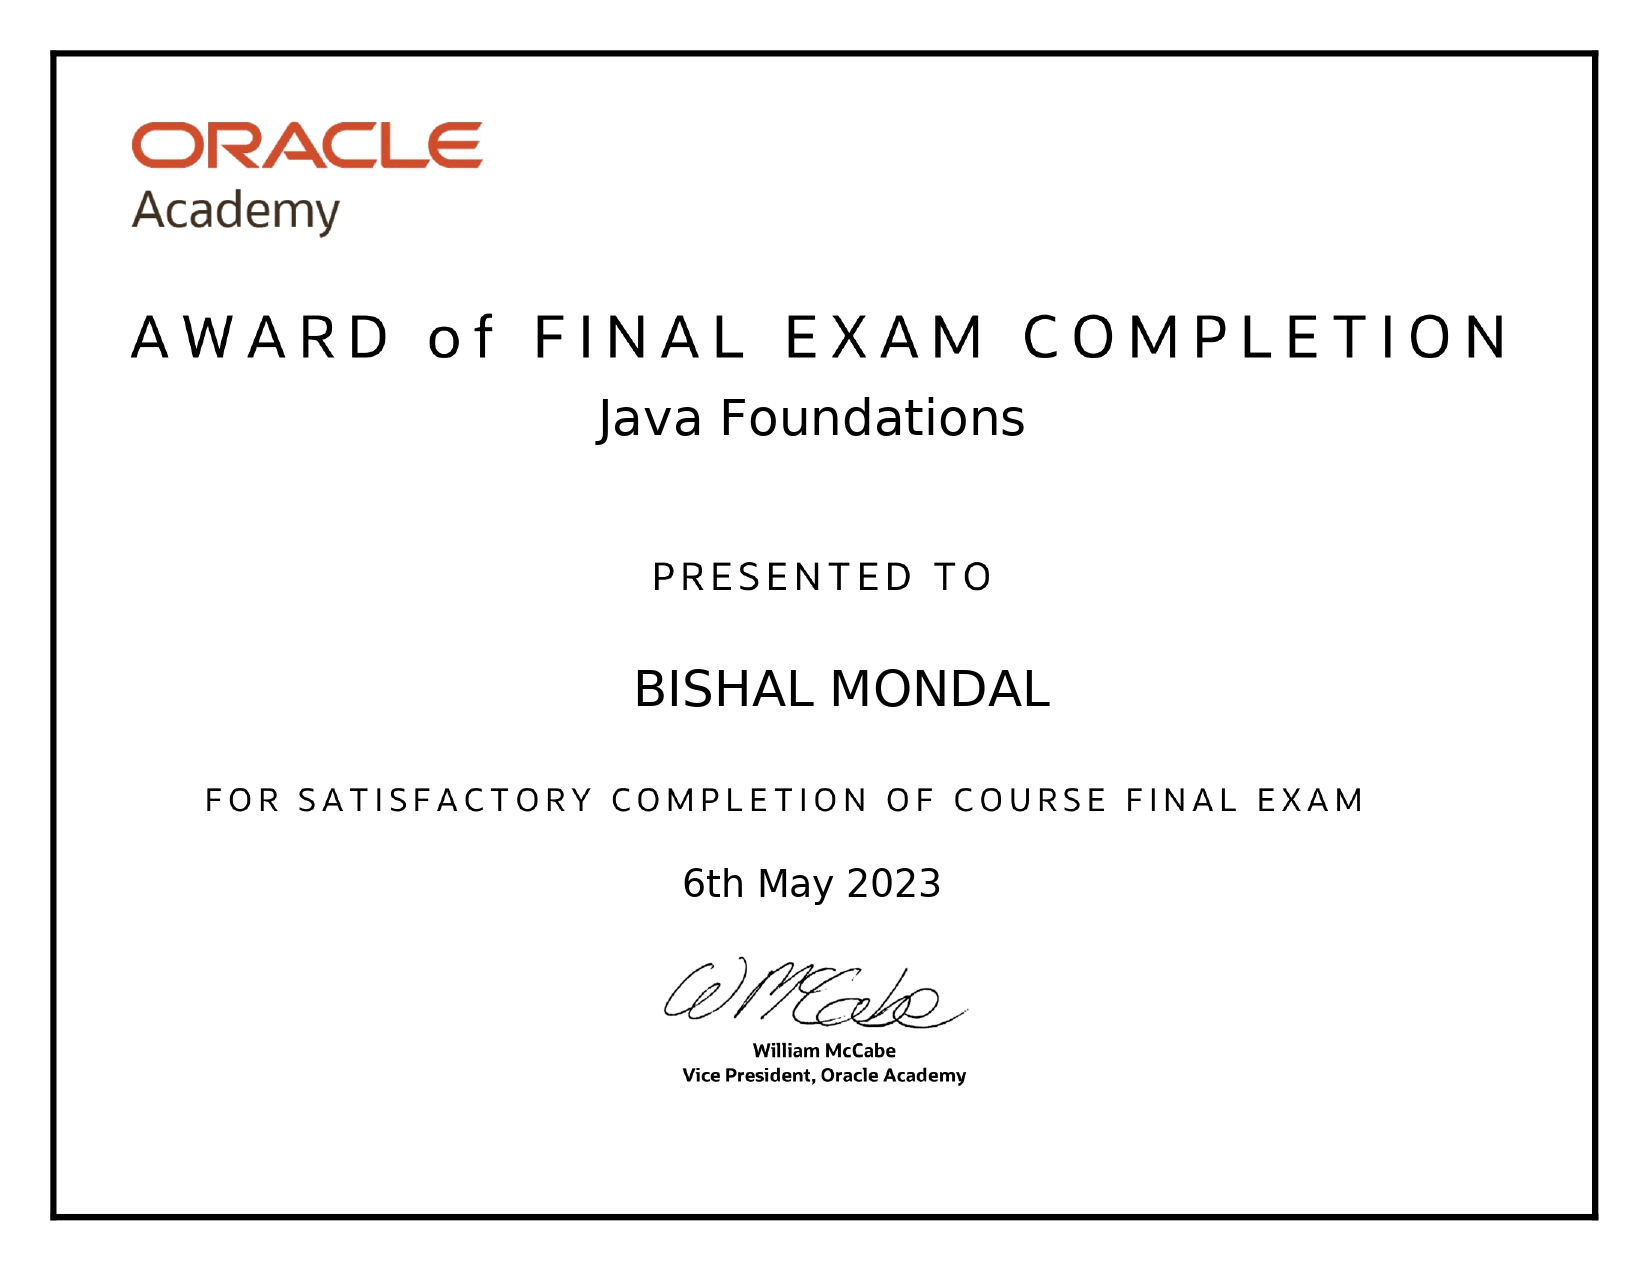 ORACLE
Academy
AWARD of FINAL EXAM COMPLETION
Java Foundations
PRESENTED TO
BISHAL MONDAL
FOR SATISFACTORY COMPLETION OF COURSE FINAL EXAM
6th May 2023
W McCabe
William McCabe
Vice President, Oracle Academy